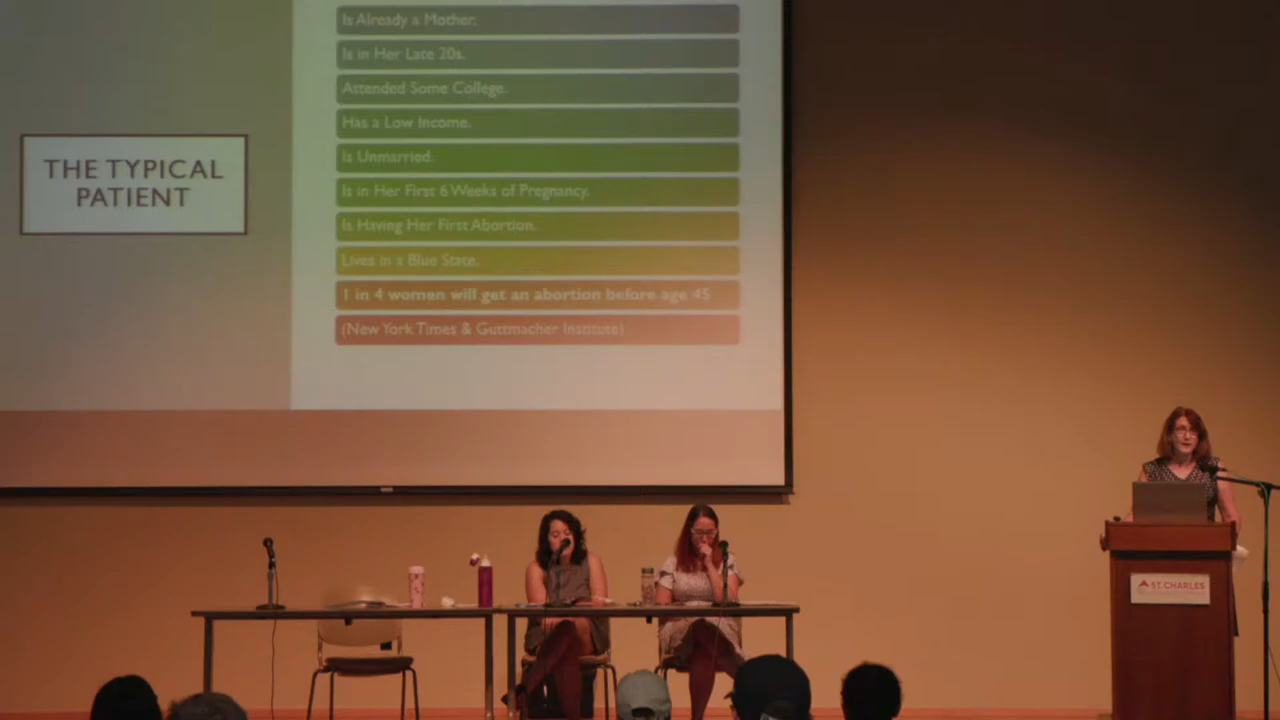 Is Already a Mother.
Is in Her Late 20s.
Attended Some College.
Has a Low Income.
THE TYPICAL
PATIENT
Is Unmarried.
Is in Her First 6 Weeks of Pregnancy.
Is Having Her First Abortion.
Lives in a Blue State.
1 in 4 women will get an abortion before age 45
(New York Times & Guttmacher Institute)
ST. CHARLES